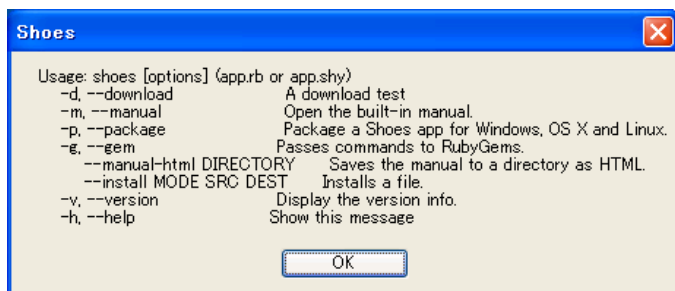 Shoes
Usage: shoes [options] (app.rb or app.shy)
-d, --download A download test
-m, --manual Open the built-in manual.
-p, --package Package a Shoes app for Windows, OS X and Linux.
-g, --gem Passes commands to RubyGems.
--manual-html DIRECTORY Saves the manual to a directory as HTML.
--install MODE SRC DEST Installs a file.
-v, --version Display the version info.
-h, --help Show this message
OK